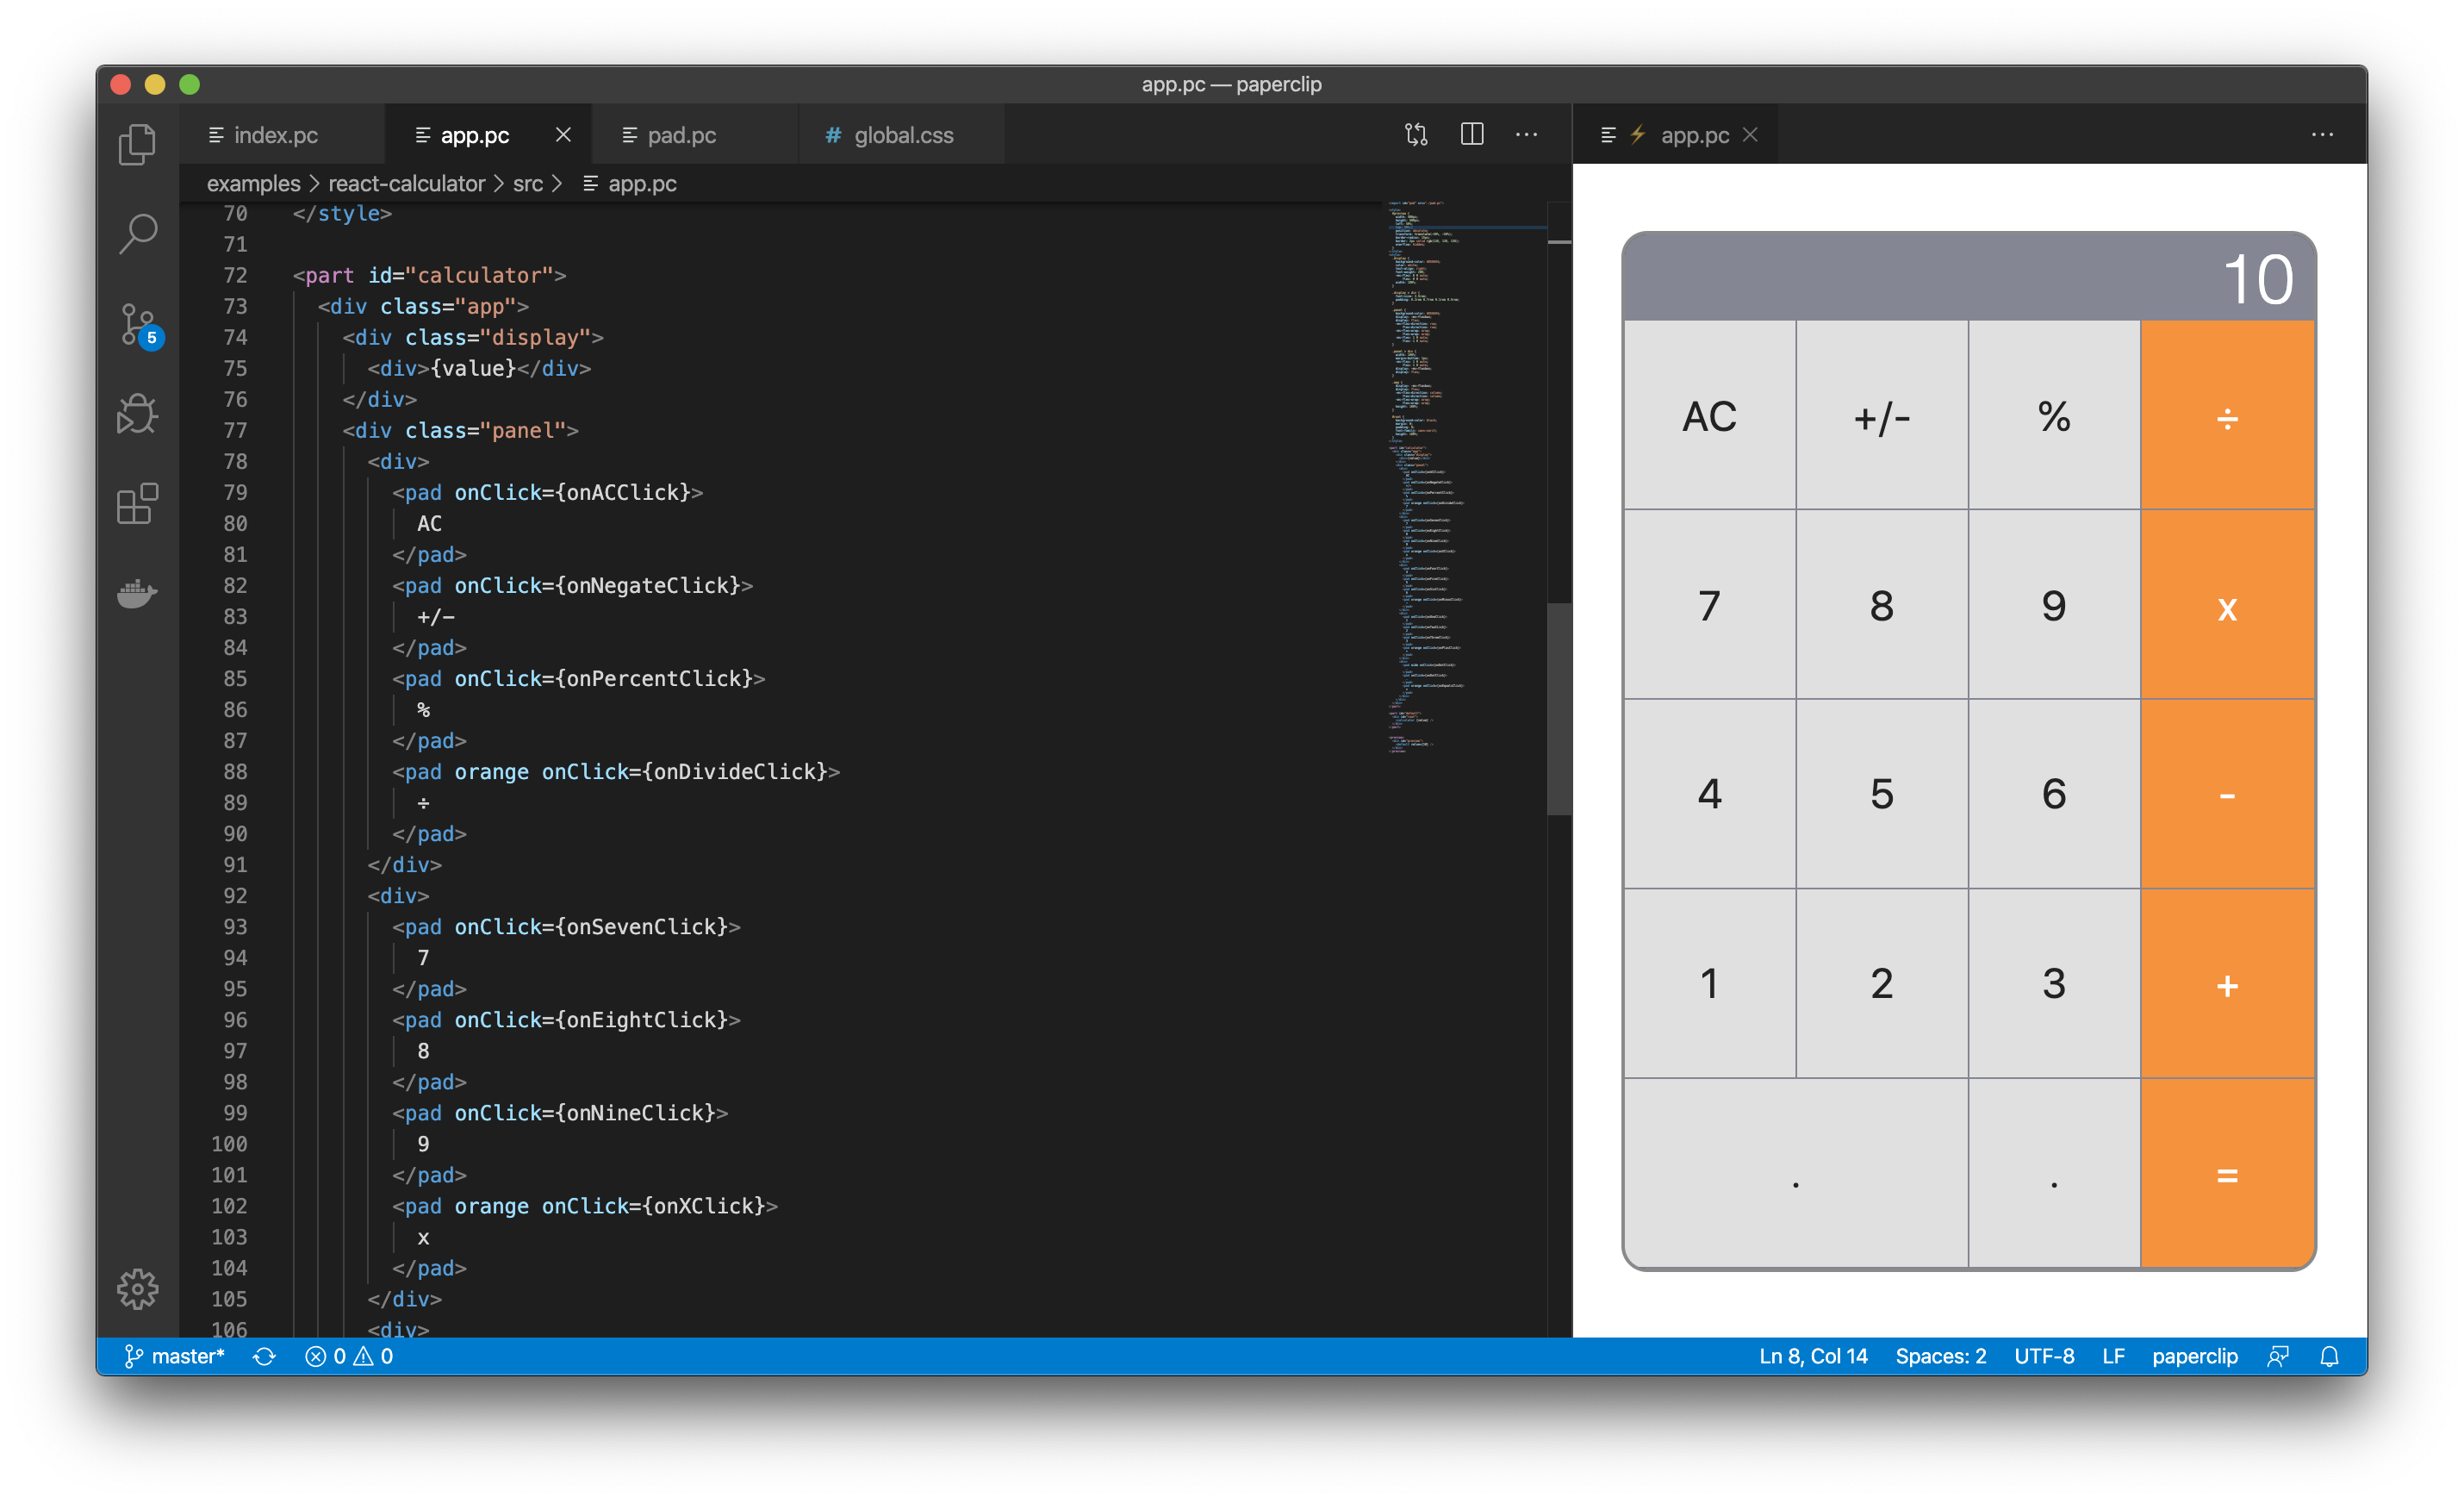 app.pc — paperclip
index.pc
app.pc
pad.pc
# global.css
app.pc
examples > react-calculator > src > app.pc
70 </style>
71
72 <part id="calculator">
73 <div class="app">
74 <div class="display">
75 <div>{value}</div>
76 </div>
77 <div class="panel">
78 <div>
79 <pad onClick={onACClick}>
80 AC
81 </pad>
82 <pad onClick={onNegateClick}>
83 +/-
84 </pad>
85 <pad onClick={onPercentClick}>
86 %
87 </pad>
88 <pad orange onClick={onDivideClick}>
89 ÷
90 </pad>
91 </div>
92 <div>
93 <pad onClick={onSevenClick}>
94 7
95 </pad>
96 <pad onClick={onEightClick}>
97 8
98 </pad>
99 <pad onClick={onNineClick}>
100 9
101 </pad>
102 <pad orange onClick={onXClick}>
103 x
104 </pad>
105 </div>
106 <div>
5
10
AC +/- % ÷
7 8 9 x
4 5 6 -
1 2 3 +
. . =
master* 0 0
Ln 8, Col 14 Spaces: 2 UTF-8 LF paperclip